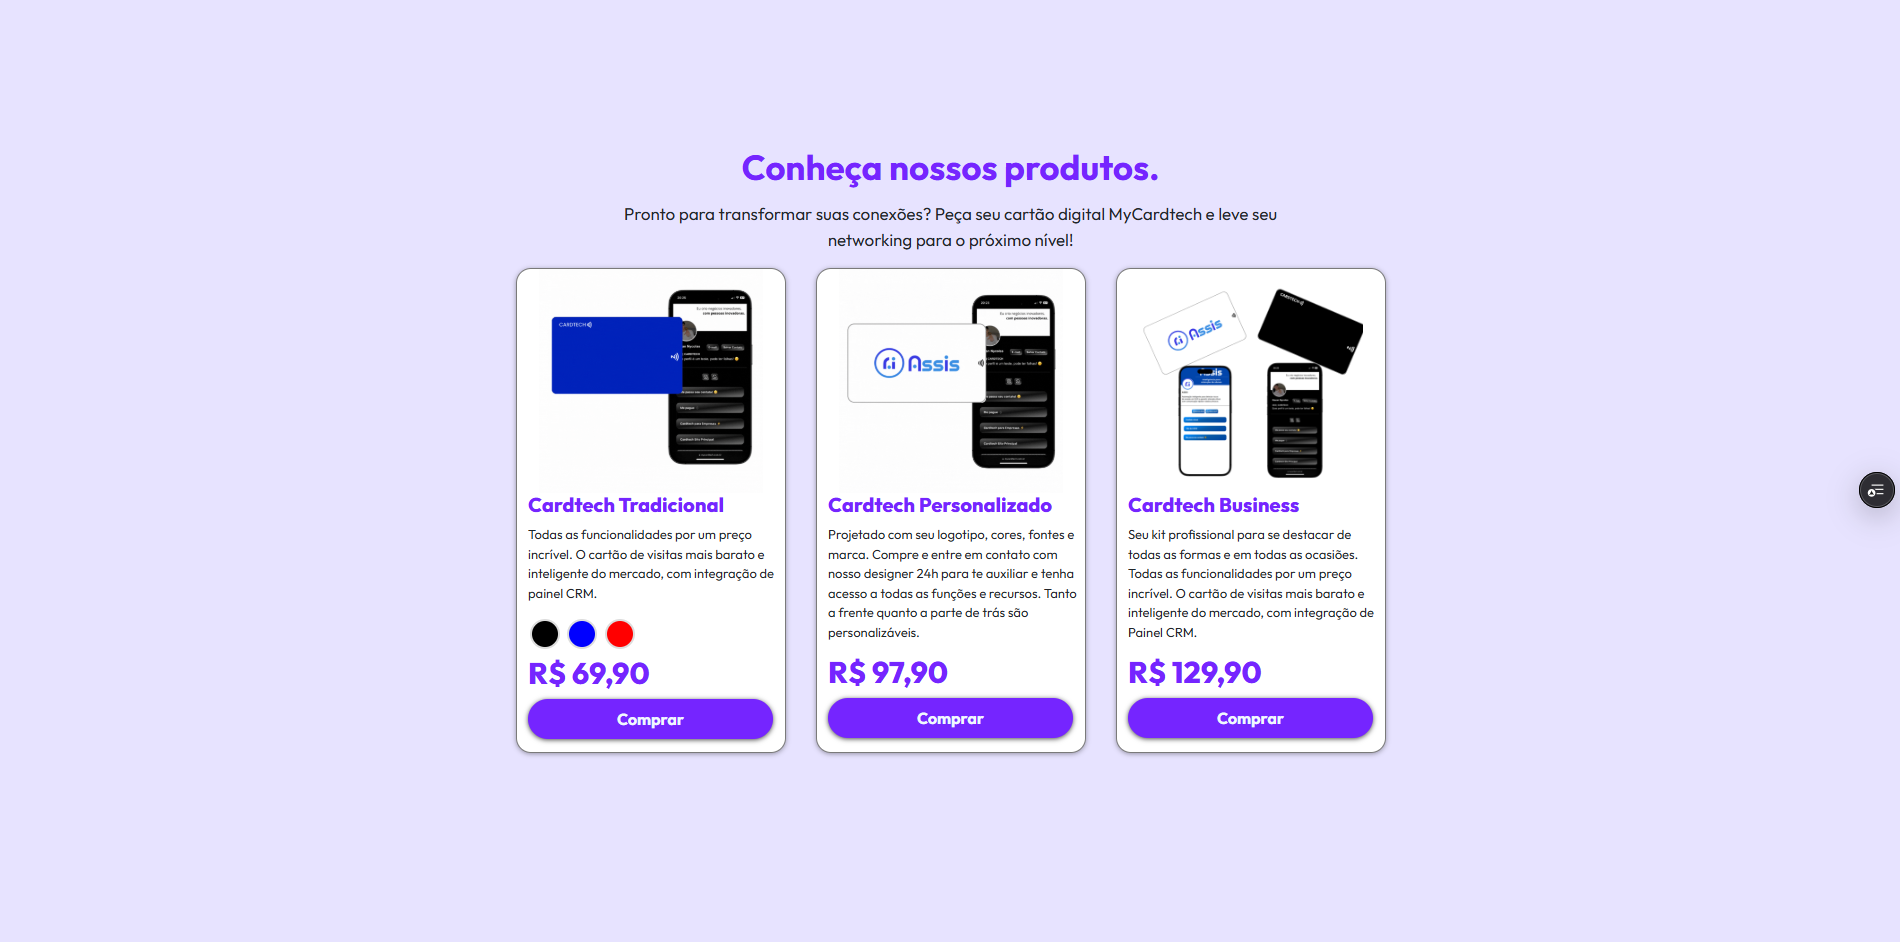 Conheça nossos produtos.
Pronto para transformar suas conexões? Peça seu cartão digital MyCardtech e leve seu
networking para o próximo nível!
CARDTECH
Assis
Assis
CARDTECH
Cardtech Tradicional
Todas as funcionalidades por um preço
incrível. O cartão de visitas mais barato e
inteligente do mercado, com integração de
painel CRM.
R$ 69,90
Comprar
Cardtech Personalizado
Projetado com seu logotipo, cores, fontes e
marca. Compre e entre em contato com
nosso designer 24h para te auxiliar e tenha
acesso a todas as funções e recursos. Tanto
a frente quanto a parte de trás são
personalizáveis.
R$ 97,90
Comprar
Cardtech Business
Seu kit profissional para se destacar de
todas as formas e em todas as ocasiões.
Todas as funcionalidades por um preço
incrível. O cartão de visitas mais barato e
inteligente do mercado, com integração de
Painel CRM.
R$ 129,90
Comprar